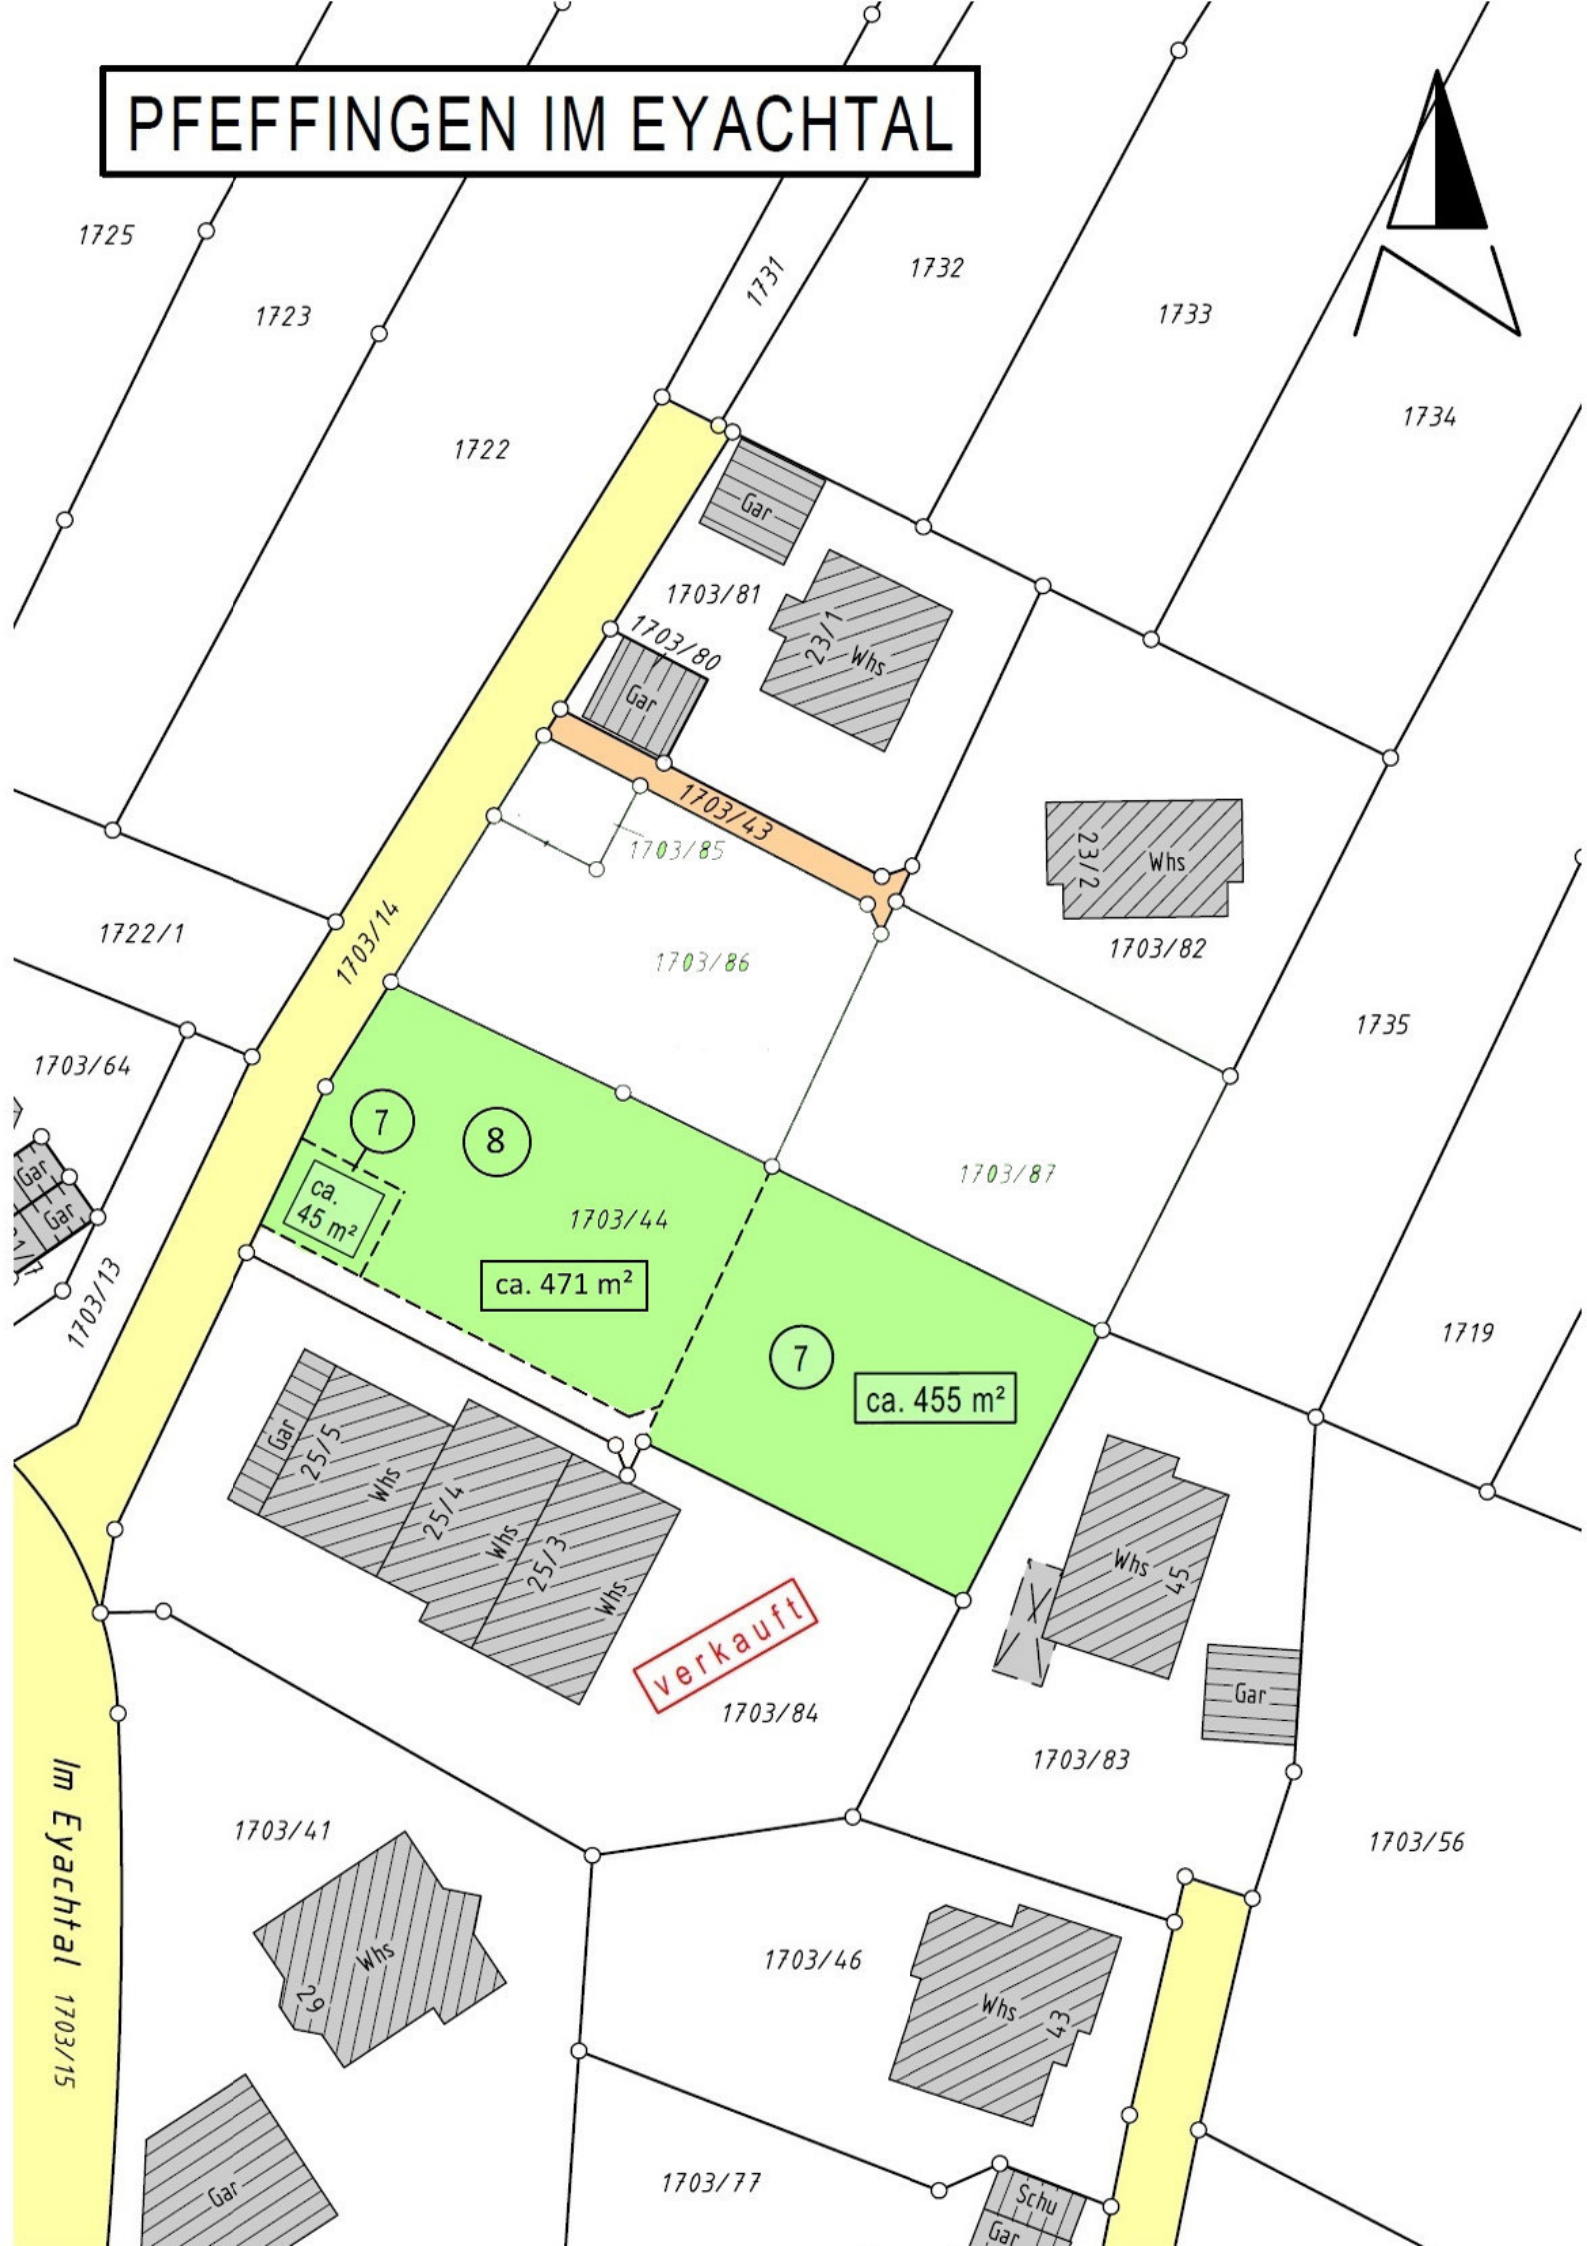 PFEFFINGEN IM EYACHTAL
1725
1723
1731
1732
1733
1734
1722
Gar
1703/81
1703/80
23/1
Whs
Gar
1703/43
1703/85
23/2
Whs
1703/82
1722/1
1703/14
1703/86
1735
1703/64
Gar
Gar
1703/13
7
8
ca.
45 m²
1703/44
ca. 471 m²
1703/87
7
ca. 455 m²
1719
Gar
25/5
Whs
25/4
Whs
25/3
Whs
Whs
45
verkauft
1703/84
Gar
1703/83
1703/56
Im Eyachtal 1703/15
1703/41
Whs
29
1703/46
Whs
43
Gar
1703/77
Schu
Gar